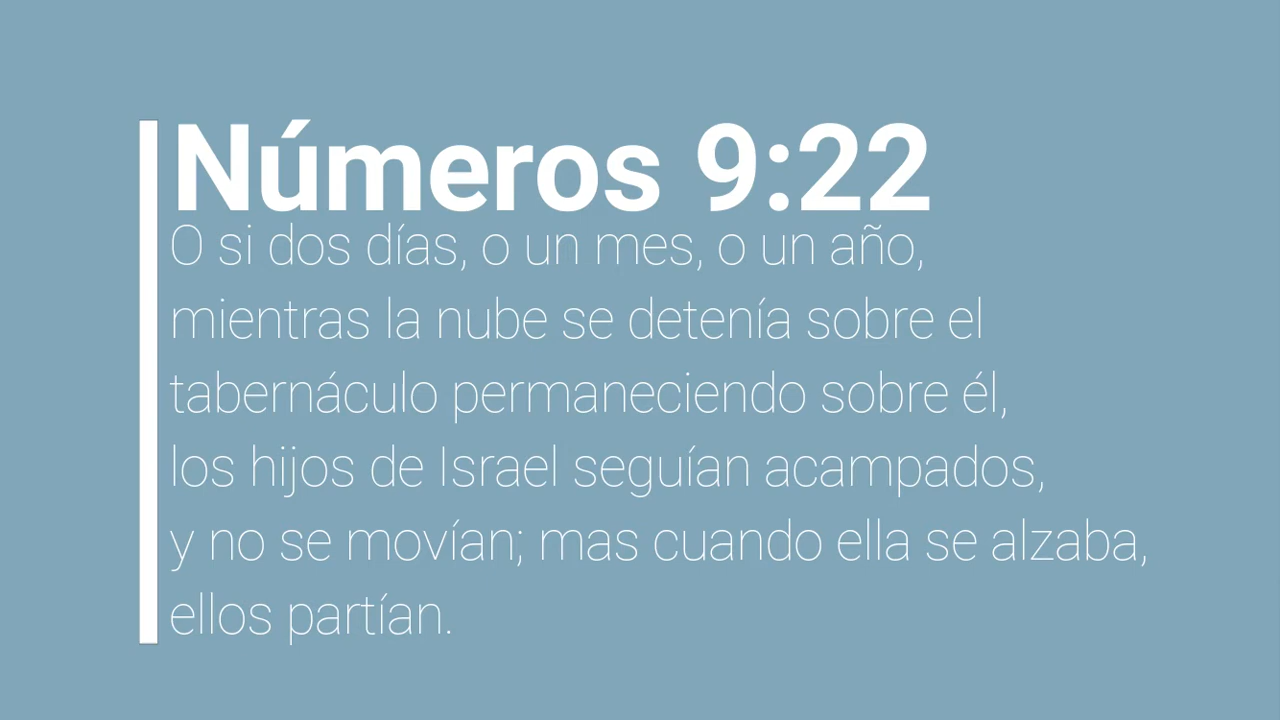 Números 9:22
O si dos días, o un mes, o un año,
mientras la nube se detenía sobre el
tabernáculo permaneciendo sobre él,
los hijos de Israel seguían acampados,
y no se movían; mas cuando ella se alzaba,
ellos partían.